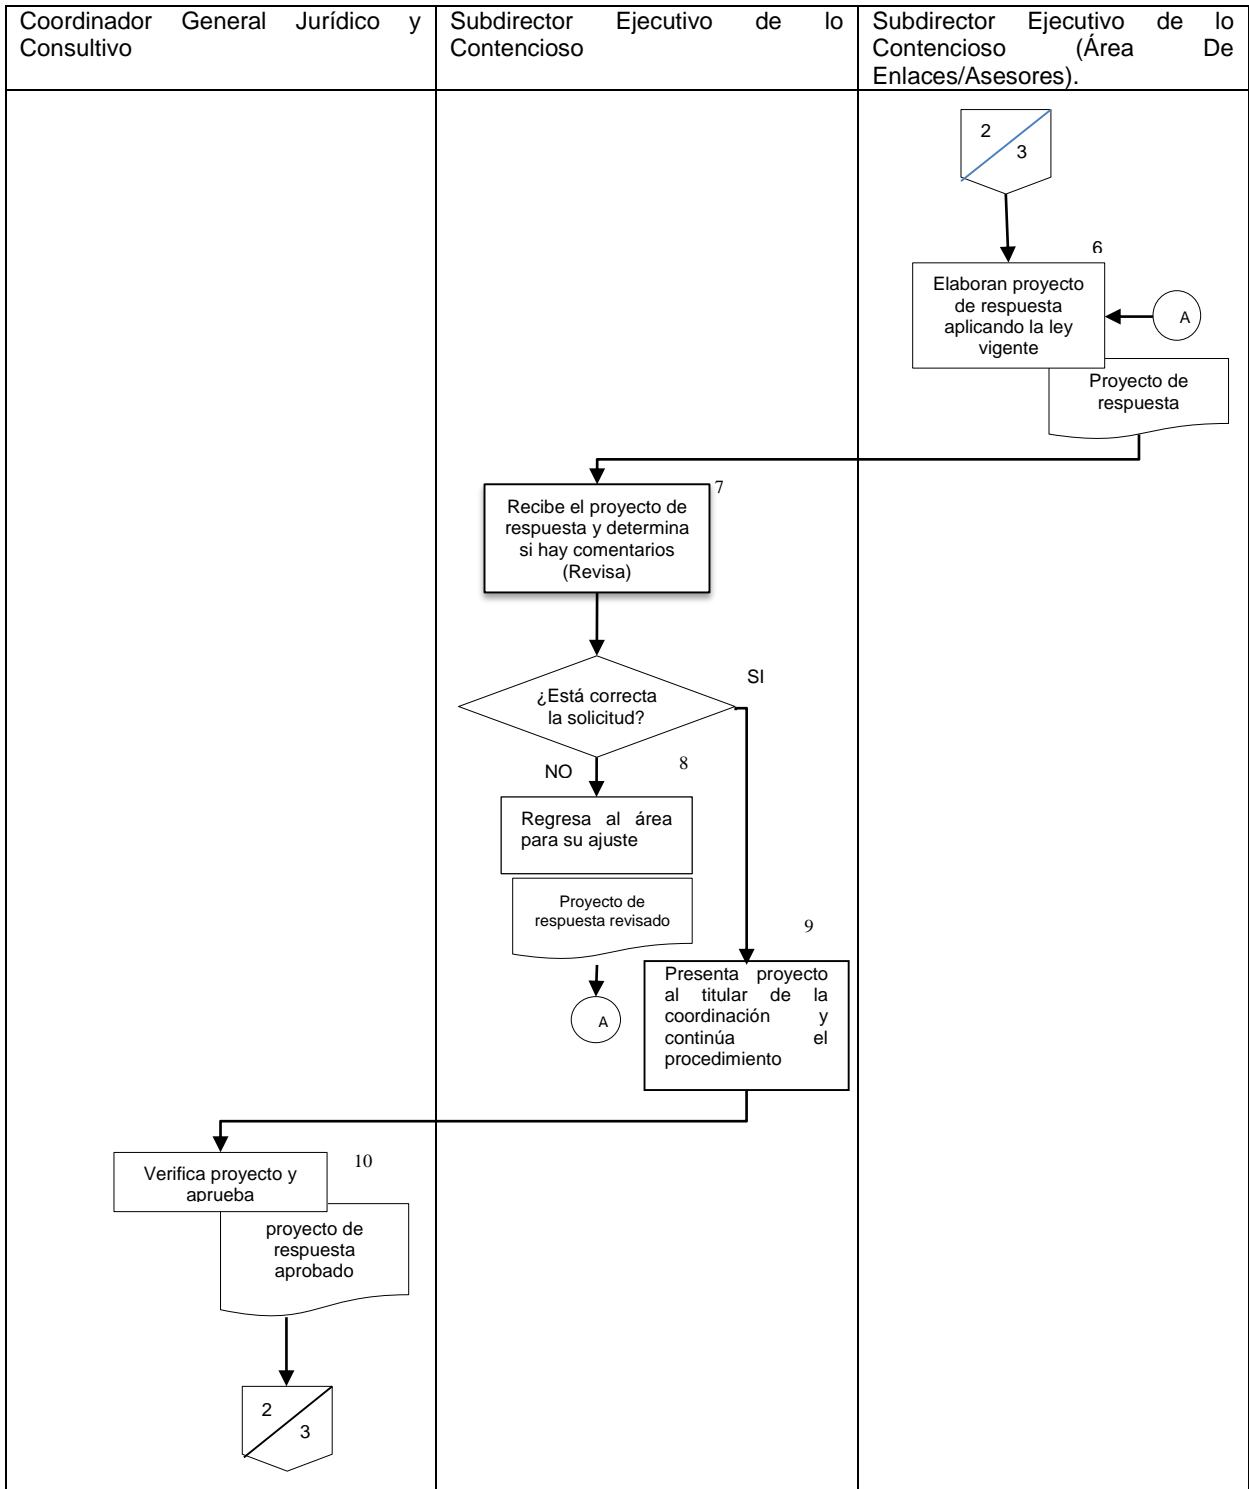 Coordinador General Jurídico y
Consultivo
Subdirector Ejecutivo de lo
Contencioso
Subdirector Ejecutivo de lo
Contencioso (Área De
Enlaces/Asesores).
2
3
6
Elaboran proyecto
de respuesta
aplicando la ley
vigente
A
Proyecto de
respuesta
7
Recibe el proyecto de
respuesta y determina
si hay comentarios
(Revisa)
¿Está correcta
la solicitud?
SI
NO
8
Regresa al área
para su ajuste
Proyecto de
respuesta revisado
A
9
Presenta proyecto
al titular de la
coordinación y
continúa el
procedimiento
10
Verifica proyecto y
aprueba
proyecto de
respuesta
aprobado
2
3